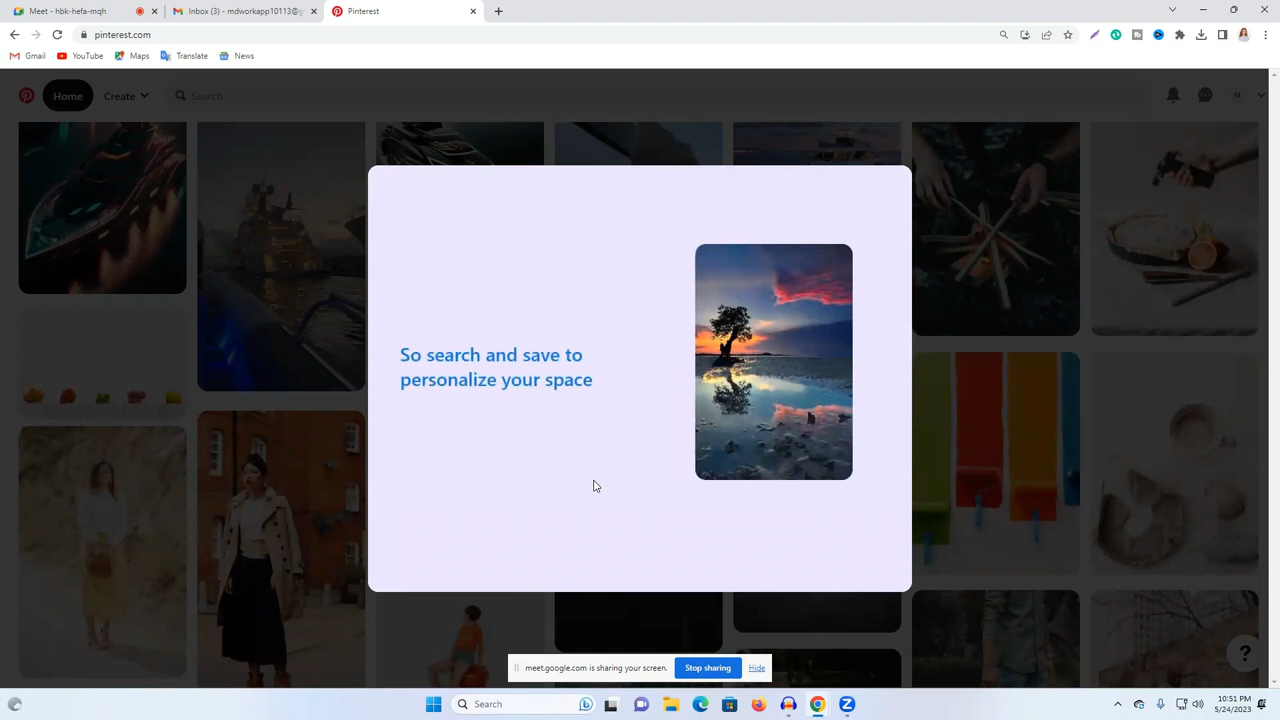 Meet - hbk-hefa-mqh
Inbox (3) - mdworkapp10113@g
Pinterest
pinterest.com
Gmail
YouTube
Maps
Translate
News
Home
Create
Search
So search and save to
personalize your space
?
meet.google.com is sharing your screen.
Stop sharing
Hide
Search
10:51 PM
5/24/2023